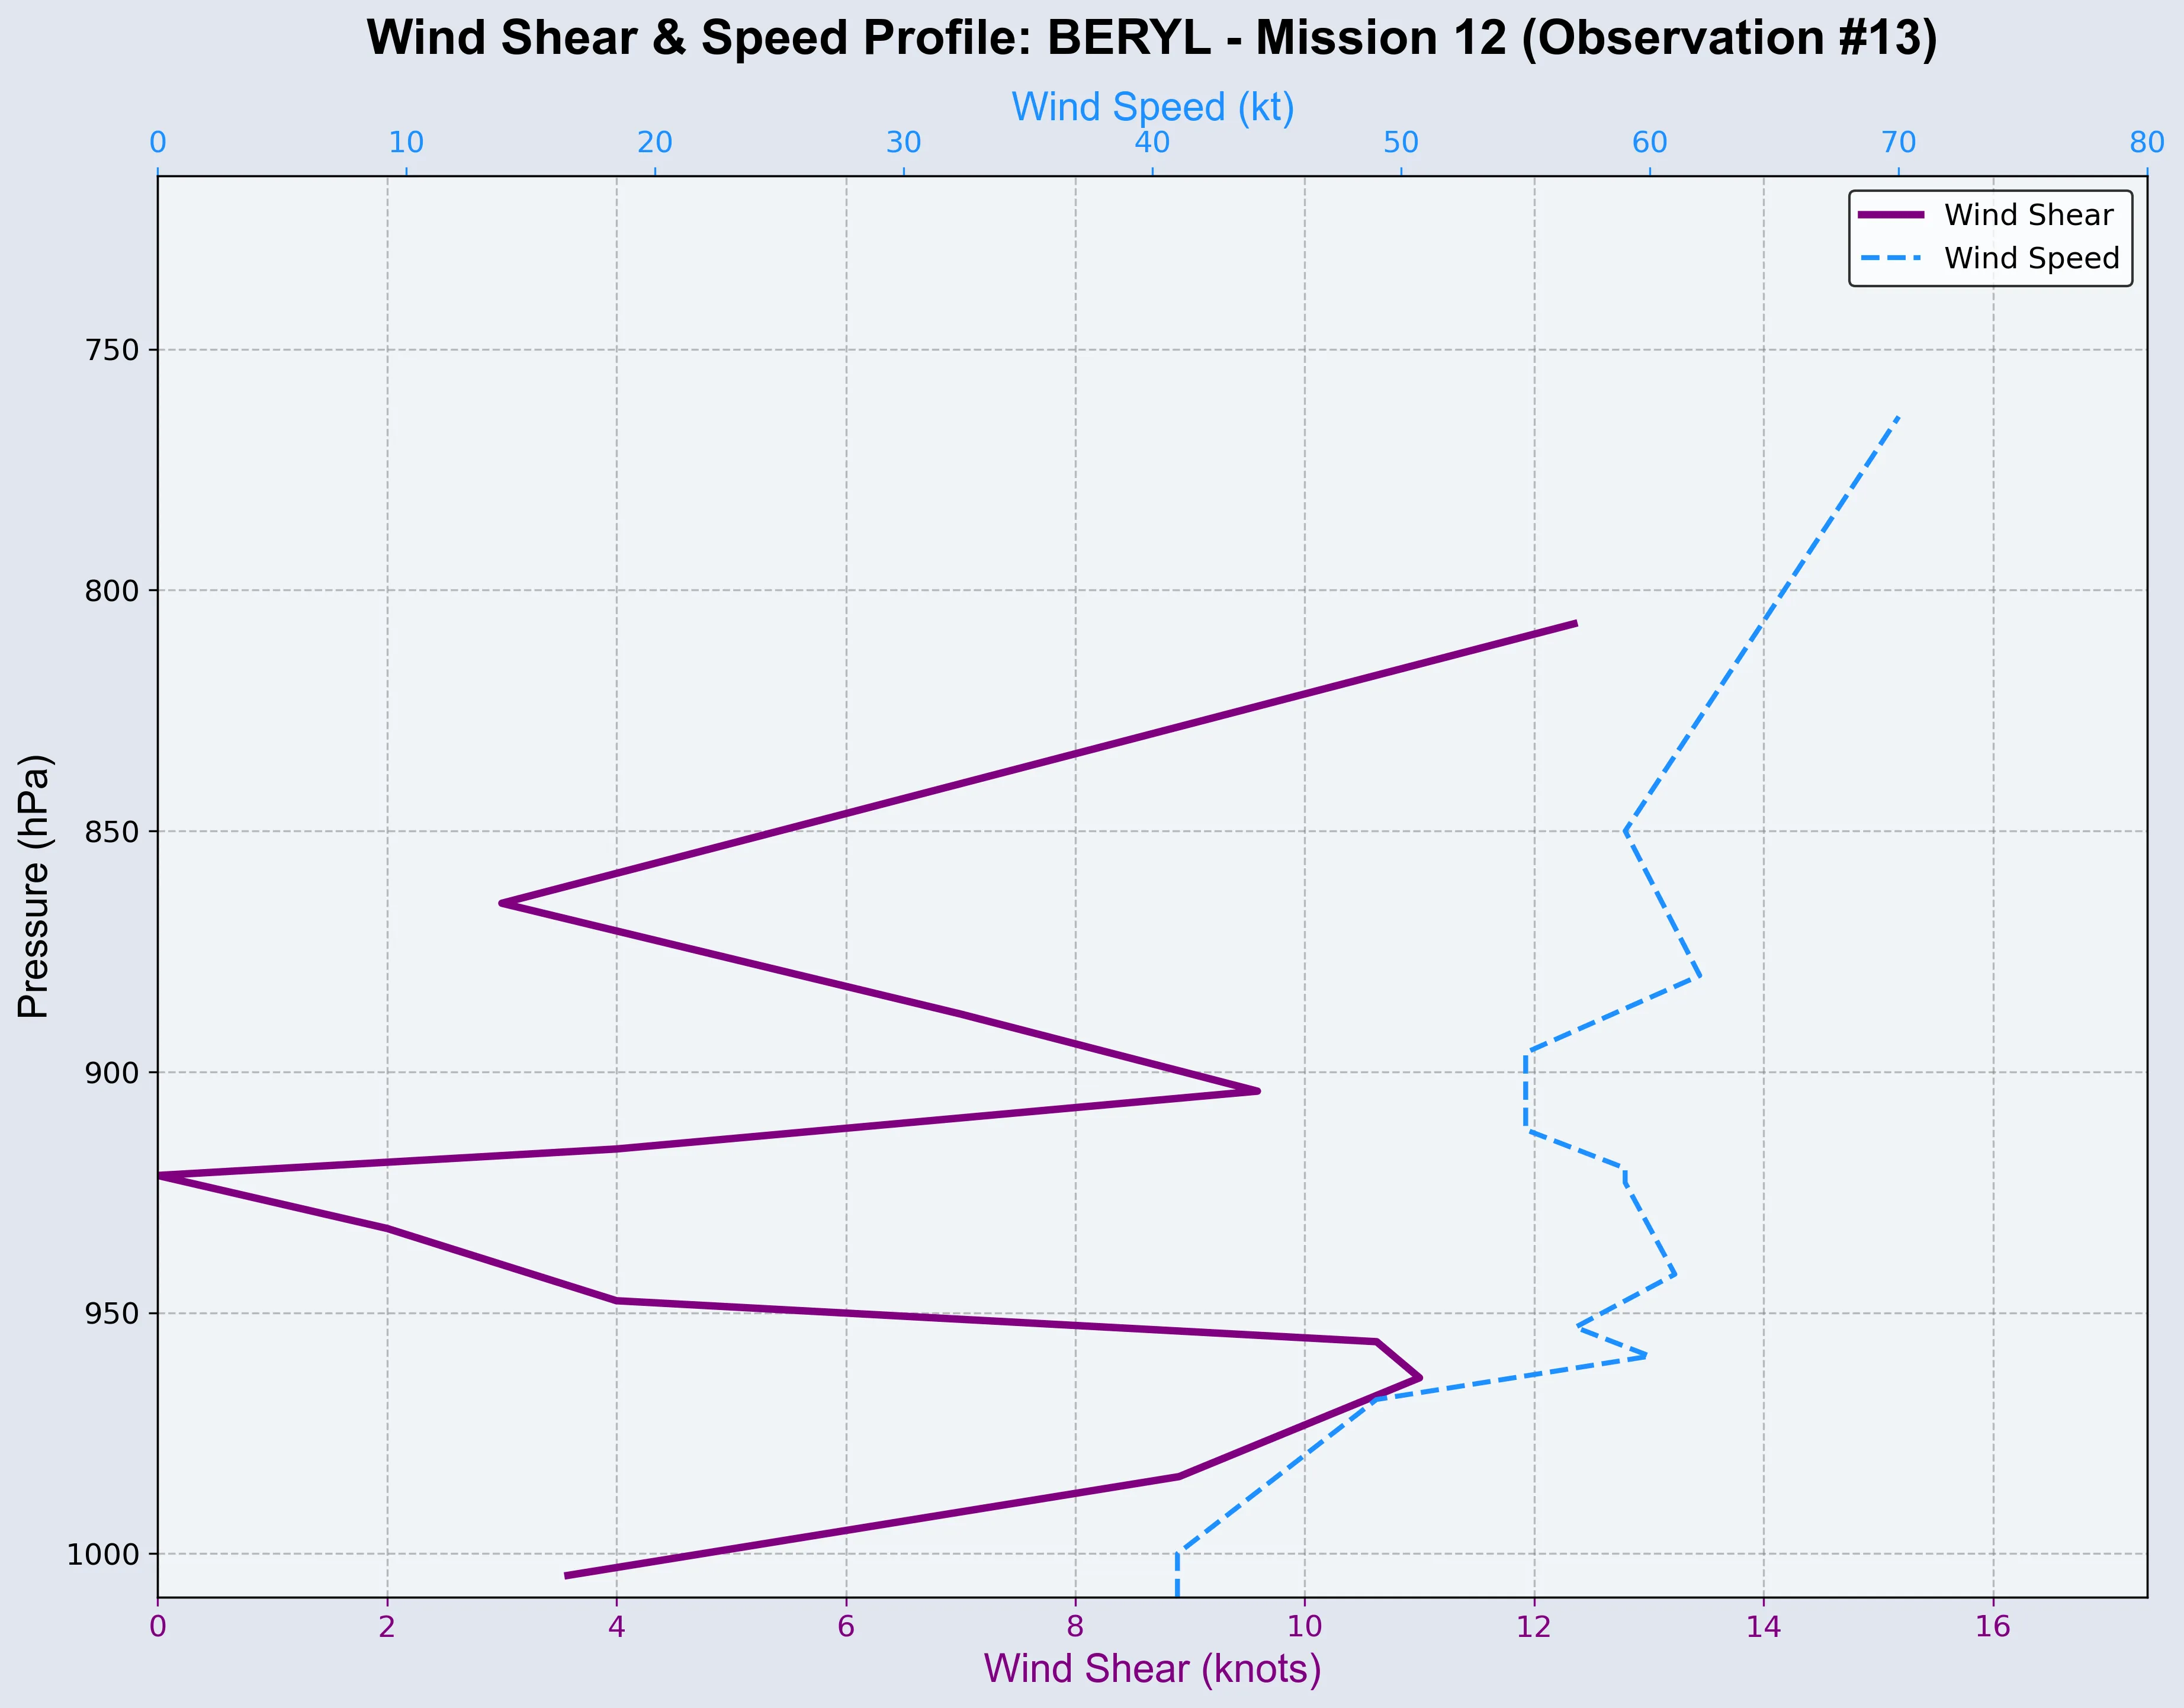 Wind Shear & Speed Profile: BERYL - Mission 12 (Observation #13)
Wind Speed (kt)
0 10 20 30 40 50 60 70 80
Wind Shear
Wind Speed
750
800
850
900
950
1000
Pressure (hPa)
0 2 4 6 8 10 12 14 16
Wind Shear (knots)